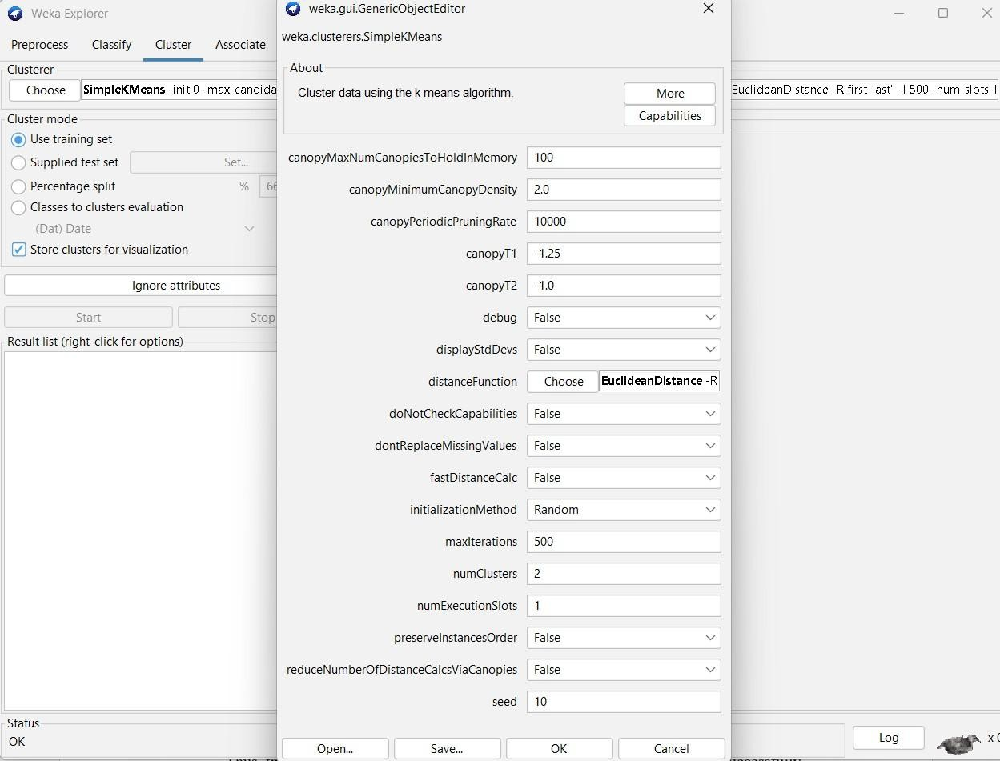 Weka Explorer
weka.gui.GenericObjectEditor
Preprocess Classify Cluster Associate
weka.clusterers.SimpleKMeans
Clusterer
Choose SimpleKMeans -init 0 -max-candida
EuclideanDistance -R first-last" -I 500 -num-slots 1
About
Cluster data using the k means algorithm.
More
Capabilities
Cluster mode
Use training set
Supplied test set Set...
Percentage split % 66
Classes to clusters evaluation
(Dat) Date
Store clusters for visualization
Ignore attributes
Start Stop
Result list (right-click for options)
canopyMaxNumCanopiesToHoldInMemory 100
canopyMinimumCanopyDensity 2.0
canopyPeriodicPruningRate 10000
canopyT1 -1.25
canopyT2 -1.0
debug False
displayStdDevs False
distanceFunction Choose EuclideanDistance -R
doNotCheckCapabilities False
dontReplaceMissingValues False
fastDistanceCalc False
initializationMethod Random
maxIterations 500
numClusters 2
numExecutionSlots 1
preserveInstancesOrder False
reduceNumberOfDistanceCalcsViaCanopies False
seed 10
Open... Save... OK Cancel
Status
OK
Log
x 0